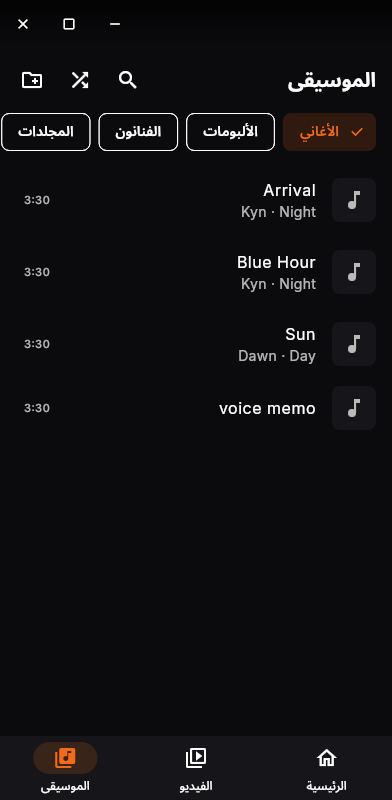 الموسيقى
الأغاني
الألبومات
الفنانون
المجلدات
Arrival
Kyn · Night
3:30
Blue Hour
Kyn · Night
3:30
Sun
Dawn · Day
3:30
voice memo
3:30
الرئيسية
الفيديو
الموسيقى